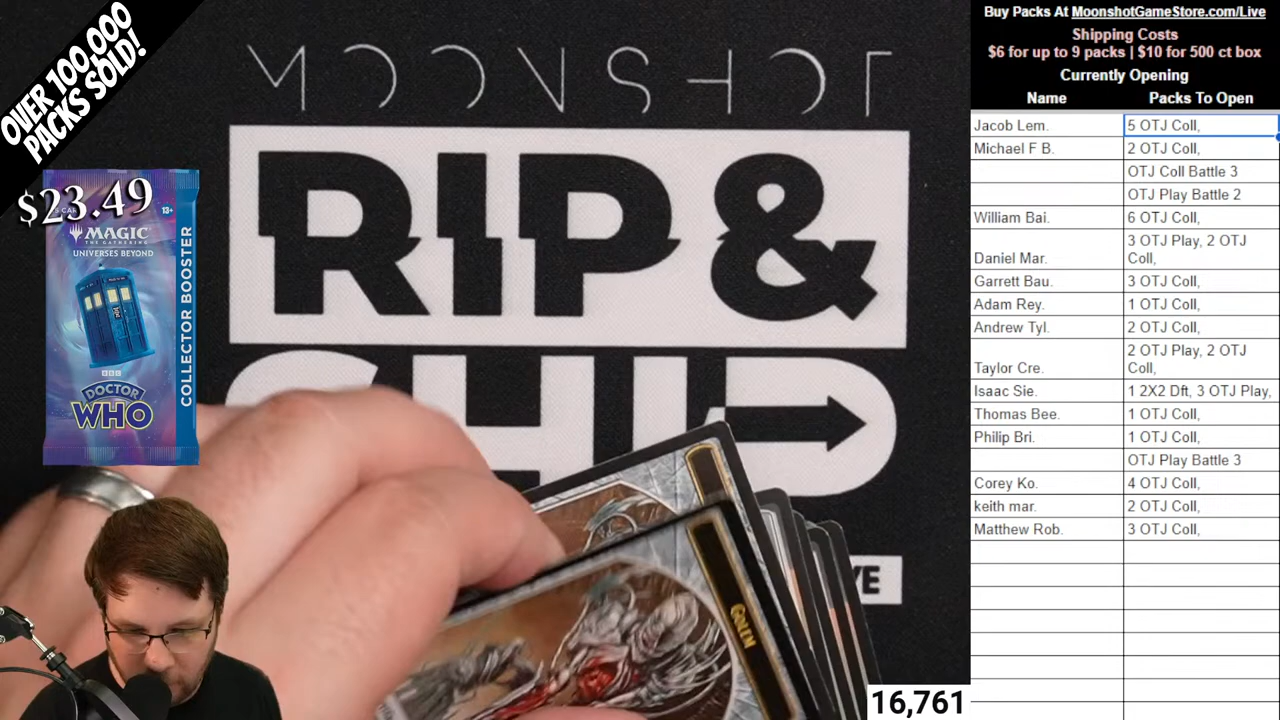 OVER 100,000
PACKS SOLD!
$23.49
13+
MAGIC
THE GATHERING
UNIVERSES BEYOND
COLLECTOR BOOSTER
BBC
DOCTOR
WHO
MOONSHOT
RIP &
SHIP
GOLEM
16,761
Buy Packs At MoonshotGameStore.com/Live
Shipping Costs
$6 for up to 9 packs | $10 for 500 ct box
Currently Opening
Name Packs To Open
Jacob Lem. 5 OTJ Coll,
Michael F B. 2 OTJ Coll,
OTJ Coll Battle 3
OTJ Play Battle 2
William Bai. 6 OTJ Coll,
Daniel Mar. 3 OTJ Play, 2 OTJ
Coll,
Garrett Bau. 3 OTJ Coll,
Adam Rey. 1 OTJ Coll,
Andrew Tyl. 2 OTJ Coll,
Taylor Cre. 2 OTJ Play, 2 OTJ
Coll,
Isaac Sie. 1 2X2 Dft, 3 OTJ Play,
Thomas Bee. 1 OTJ Coll,
Philip Bri. 1 OTJ Coll,
OTJ Play Battle 3
Corey Ko. 4 OTJ Coll,
keith mar. 2 OTJ Coll,
Matthew Rob. 3 OTJ Coll,